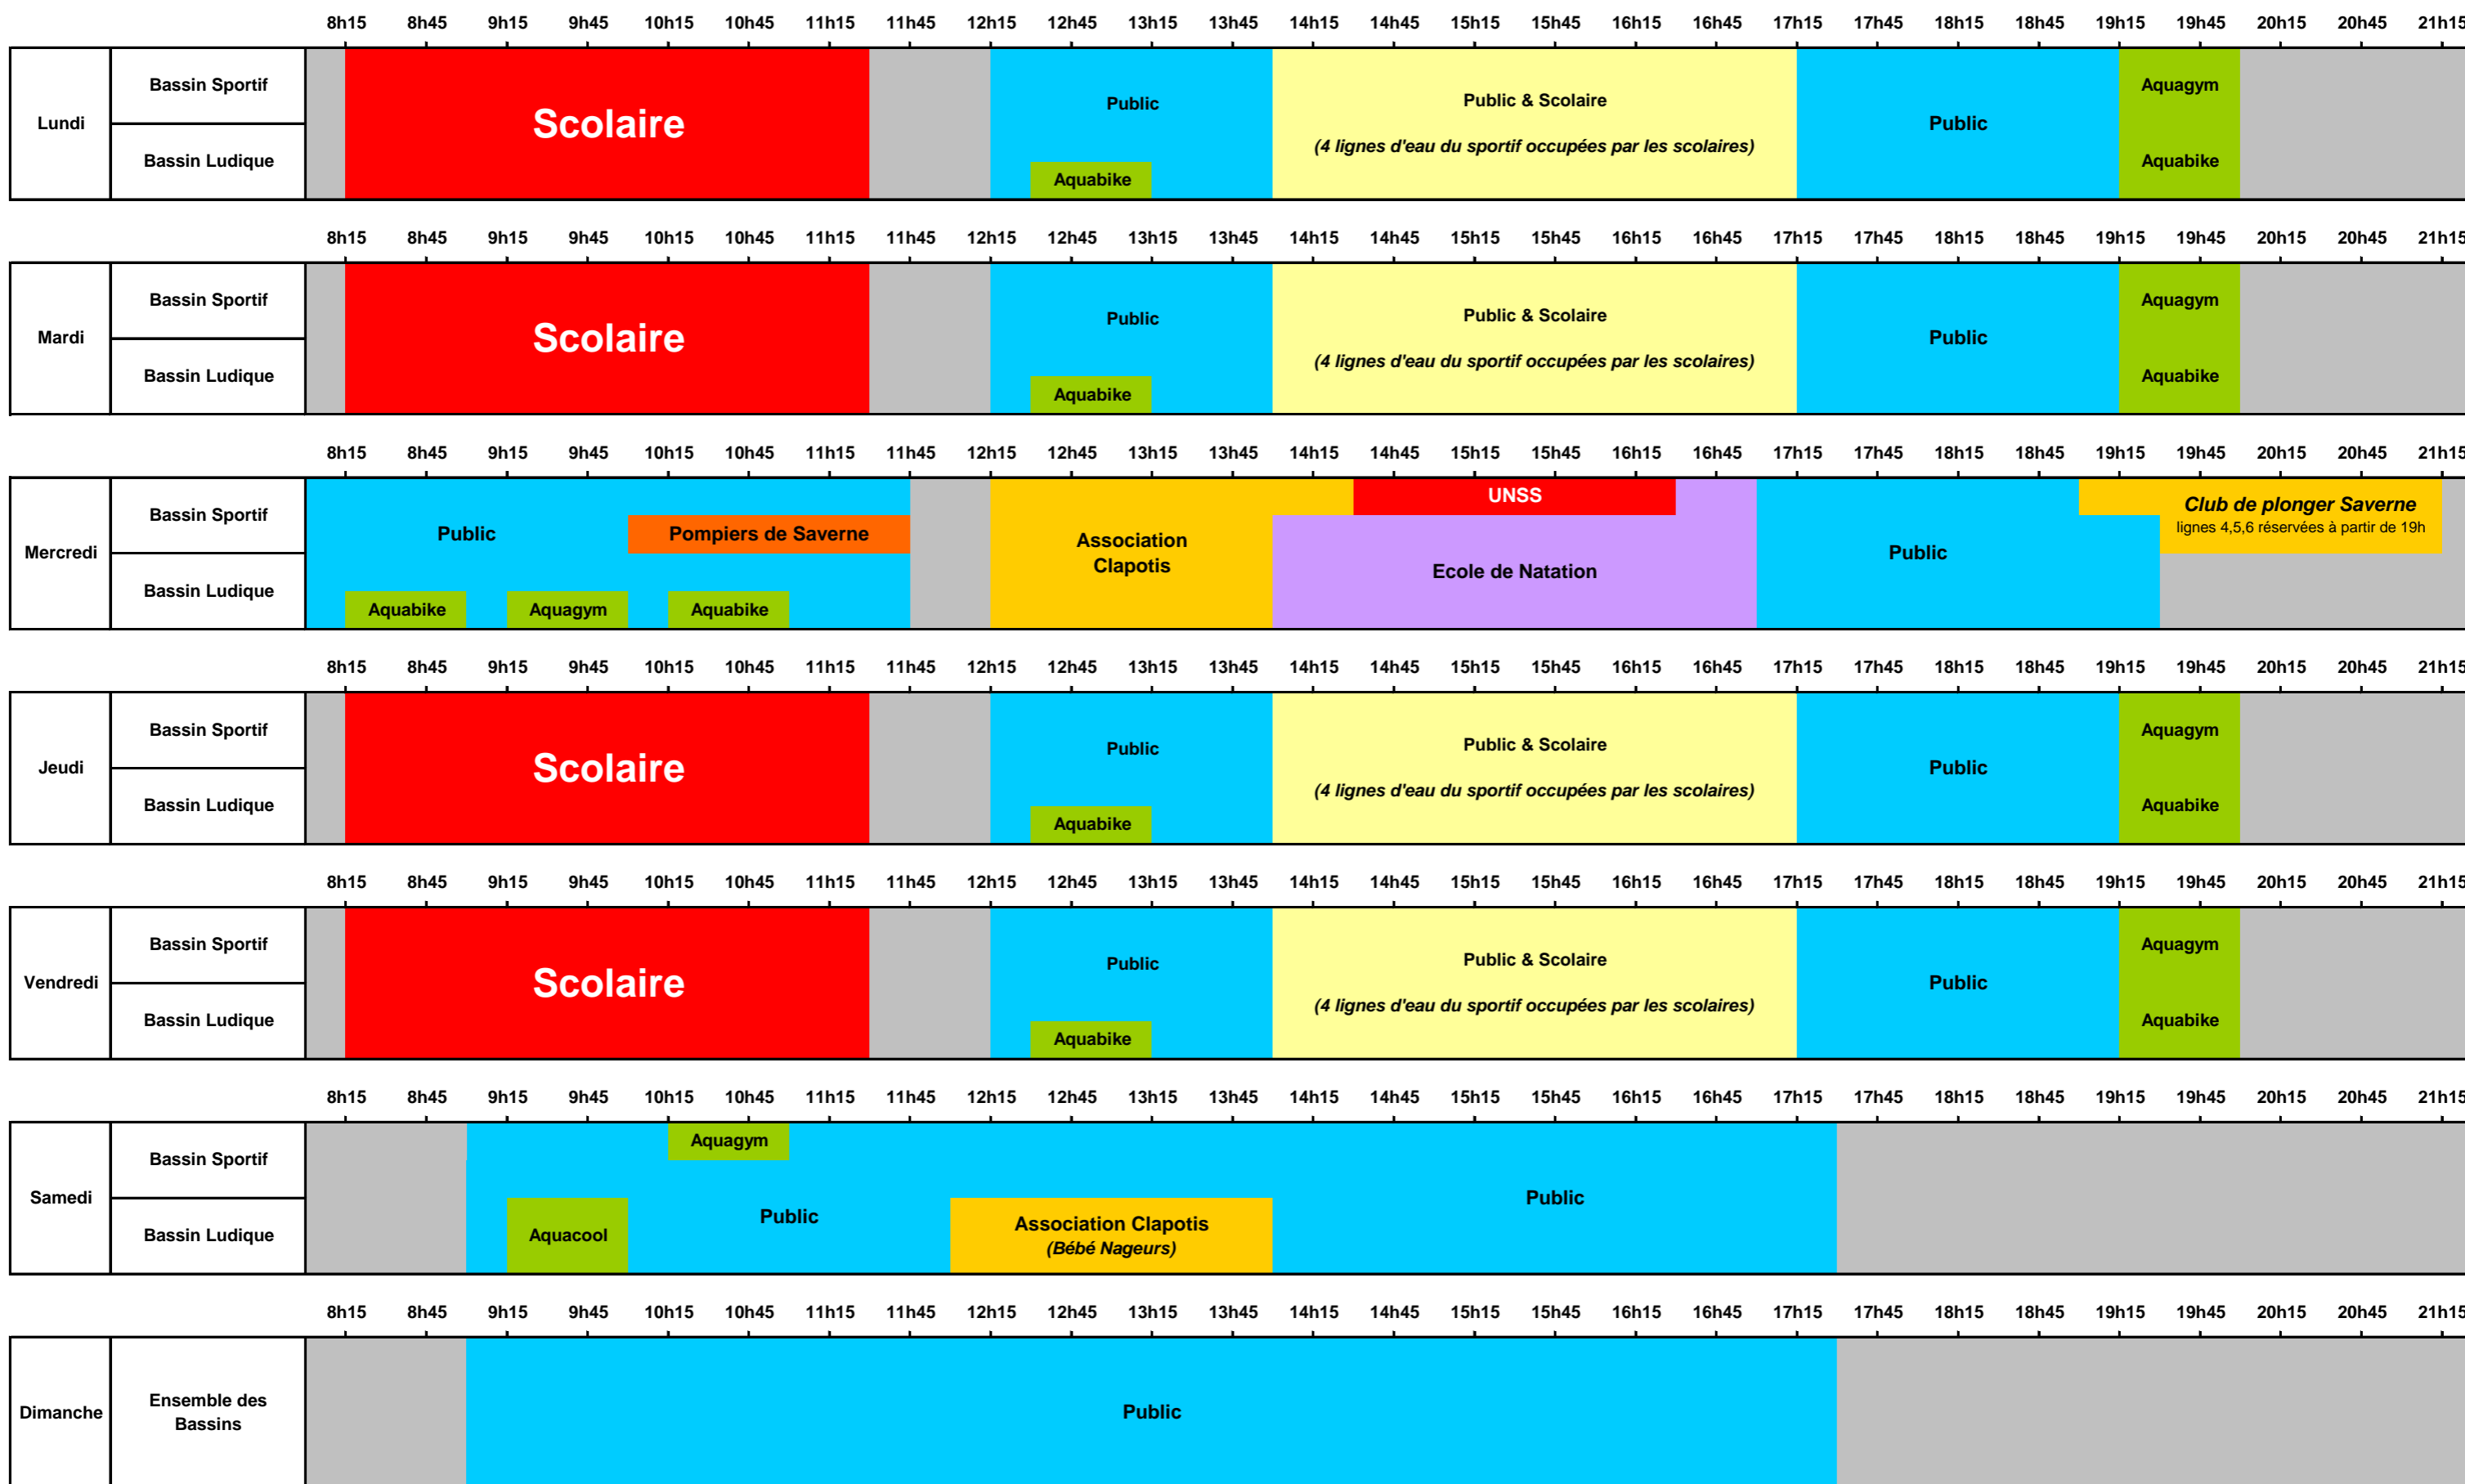 8h15 8h45 9h15 9h45 10h15 10h45 11h15 11h45 12h15 12h45 13h15 13h45 14h15 14h45 15h15 15h45 16h15 16h45 17h15 17h45 18h15 18h45 19h15 19h45 20h15 20h45 21h15
Lundi
Bassin Sportif
Bassin Ludique
Scolaire
Public
Aquabike
Public & Scolaire
(4 lignes d'eau du sportif occupées par les scolaires)
Public
Aquagym
Aquabike
8h15 8h45 9h15 9h45 10h15 10h45 11h15 11h45 12h15 12h45 13h15 13h45 14h15 14h45 15h15 15h45 16h15 16h45 17h15 17h45 18h15 18h45 19h15 19h45 20h15 20h45 21h15
Mardi
Bassin Sportif
Bassin Ludique
Scolaire
Public
Aquabike
Public & Scolaire
(4 lignes d'eau du sportif occupées par les scolaires)
Public
Aquagym
Aquabike
8h15 8h45 9h15 9h45 10h15 10h45 11h15 11h45 12h15 12h45 13h15 13h45 14h15 14h45 15h15 15h45 16h15 16h45 17h15 17h45 18h15 18h45 19h15 19h45 20h15 20h45 21h15
Mercredi
Bassin Sportif
Bassin Ludique
Public
Pompiers de Saverne
Aquabike
Aquagym
Aquabike
Association
Clapotis
UNSS
Ecole de Natation
Public
Club de plonger Saverne
lignes 4,5,6 réservées à partir de 19h
8h15 8h45 9h15 9h45 10h15 10h45 11h15 11h45 12h15 12h45 13h15 13h45 14h15 14h45 15h15 15h45 16h15 16h45 17h15 17h45 18h15 18h45 19h15 19h45 20h15 20h45 21h15
Jeudi
Bassin Sportif
Bassin Ludique
Scolaire
Public
Aquabike
Public & Scolaire
(4 lignes d'eau du sportif occupées par les scolaires)
Public
Aquagym
Aquabike
8h15 8h45 9h15 9h45 10h15 10h45 11h15 11h45 12h15 12h45 13h15 13h45 14h15 14h45 15h15 15h45 16h15 16h45 17h15 17h45 18h15 18h45 19h15 19h45 20h15 20h45 21h15
Vendredi
Bassin Sportif
Bassin Ludique
Scolaire
Public
Aquabike
Public & Scolaire
(4 lignes d'eau du sportif occupées par les scolaires)
Public
Aquagym
Aquabike
8h15 8h45 9h15 9h45 10h15 10h45 11h15 11h45 12h15 12h45 13h15 13h45 14h15 14h45 15h15 15h45 16h15 16h45 17h15 17h45 18h15 18h45 19h15 19h45 20h15 20h45 21h15
Samedi
Bassin Sportif
Bassin Ludique
Aquagym
Aquacool
Public
Association Clapotis
(Bébé Nageurs)
Public
8h15 8h45 9h15 9h45 10h15 10h45 11h15 11h45 12h15 12h45 13h15 13h45 14h15 14h45 15h15 15h45 16h15 16h45 17h15 17h45 18h15 18h45 19h15 19h45 20h15 20h45 21h15
Dimanche
Ensemble des
Bassins
Public